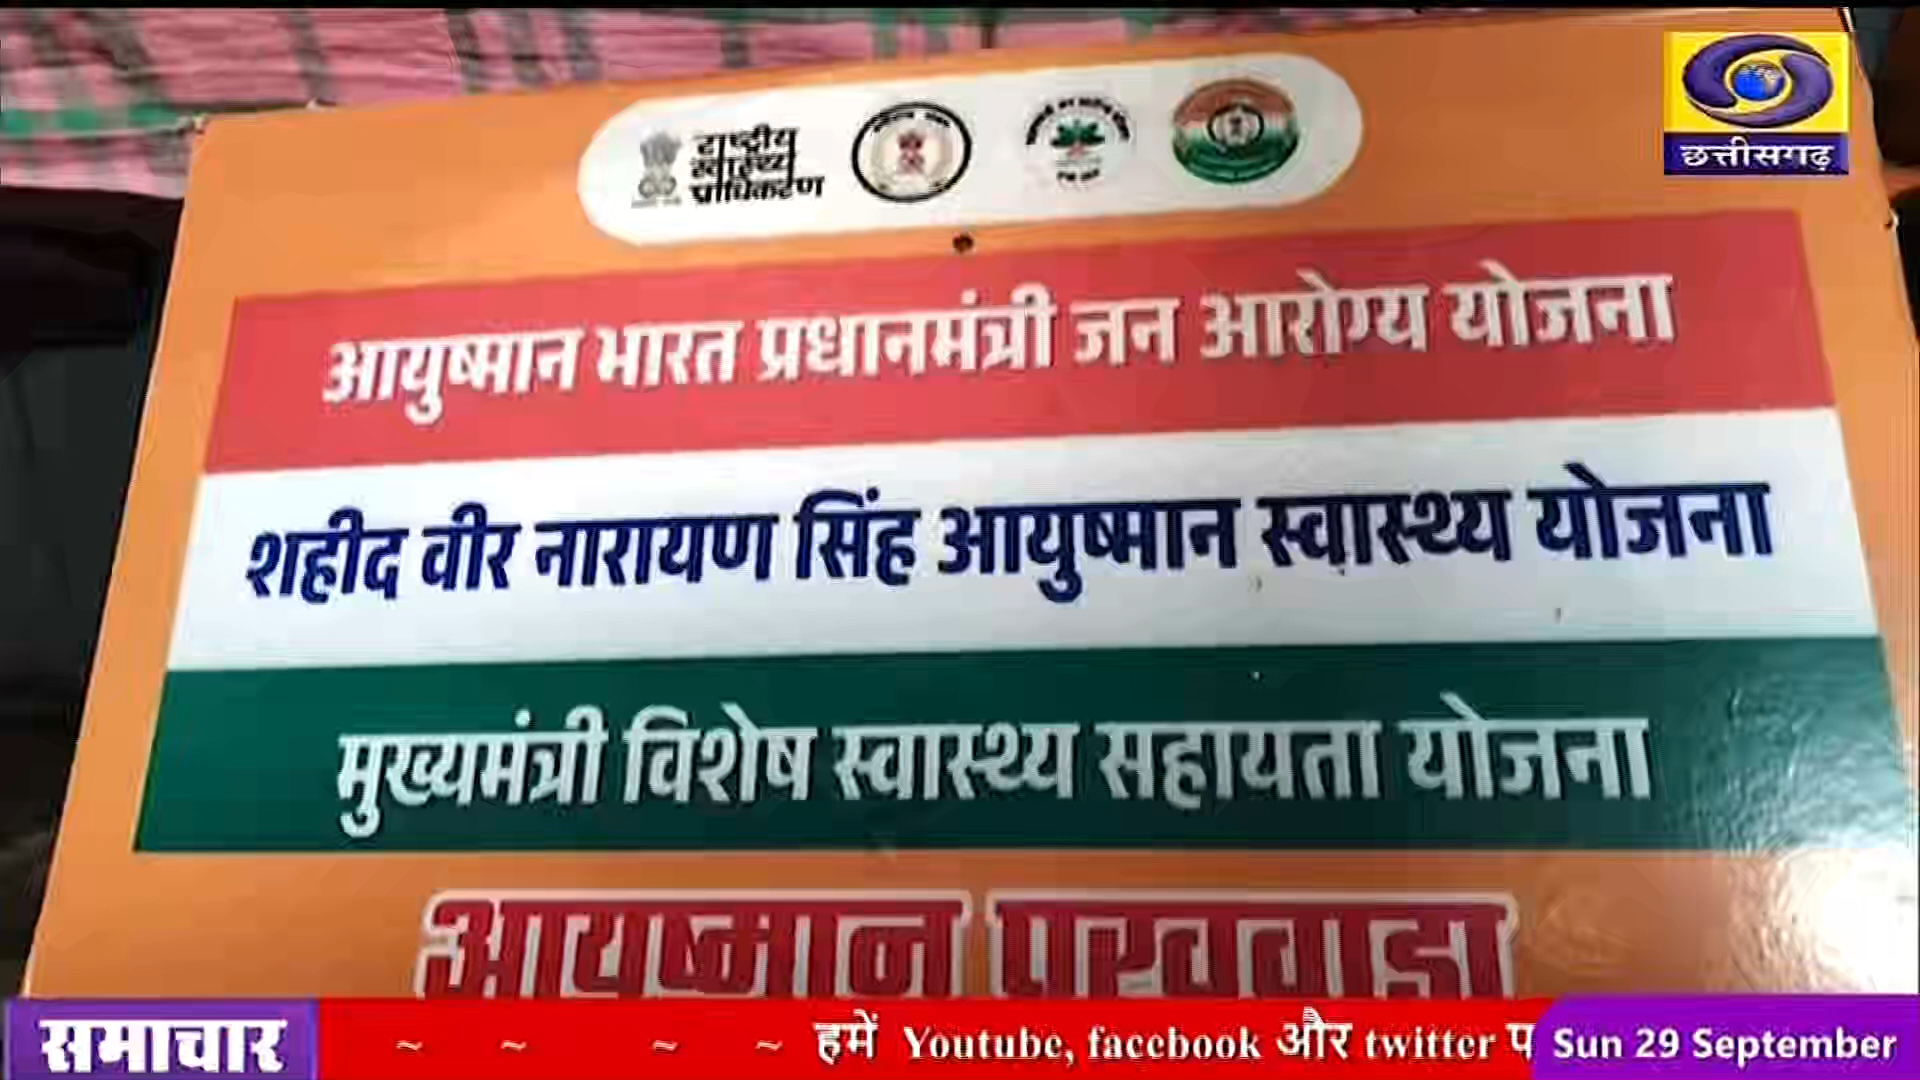 राष्ट्रीय
स्वास्थ्य
प्राधिकरण
छत्तीसगढ़
आयुष्मान भारत प्रधानमंत्री जन आरोग्य योजना
शहीद वीर नारायण सिंह आयुष्मान स्वास्थ्य योजना
मुख्यमंत्री विशेष स्वास्थ्य सहायता योजना
आयुष्मान पखवाडा
समाचार ~ ~ ~ ~ हमें Youtube, facebook और twitter प Sun 29 September